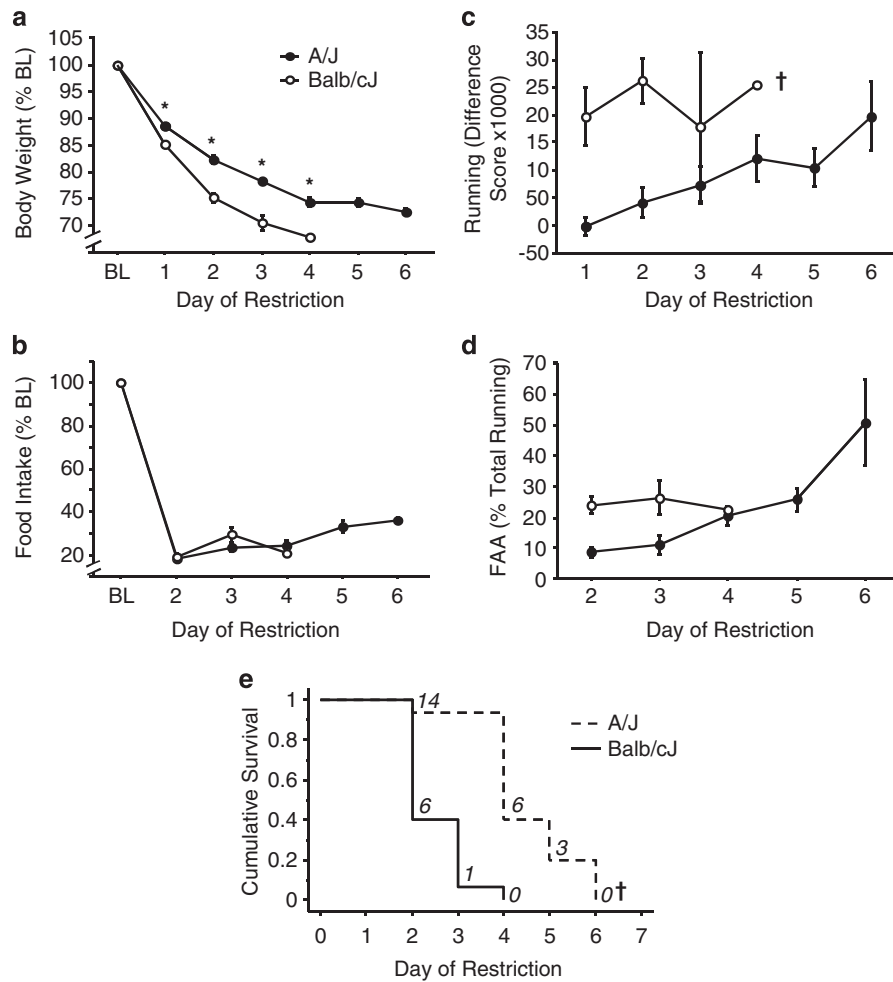 a
105
100
95
90
85
80
75
70
Body Weight (% BL)
A/J
Balb/cJ
*
*
*
*
BL 1 2 3 4 5 6
Day of Restriction
c
35
30
25
20
15
10
50
0
-50
Running (Difference
Score x1000)
†
1 2 3 4 5 6
Day of Restriction
b
100
80
60
40
20
Food Intake (% BL)
BL 2 3 4 5 6
Day of Restriction
d
70
60
50
40
30
20
10
0
FAA (% Total Running)
2 3 4 5 6
Day of Restriction
e
1
0.8
0.6
0.4
0.2
0
Cumulative Survival
14
6
6
3
1
0
0†
A/J
Balb/cJ
0 1 2 3 4 5 6 7
Day of Restriction